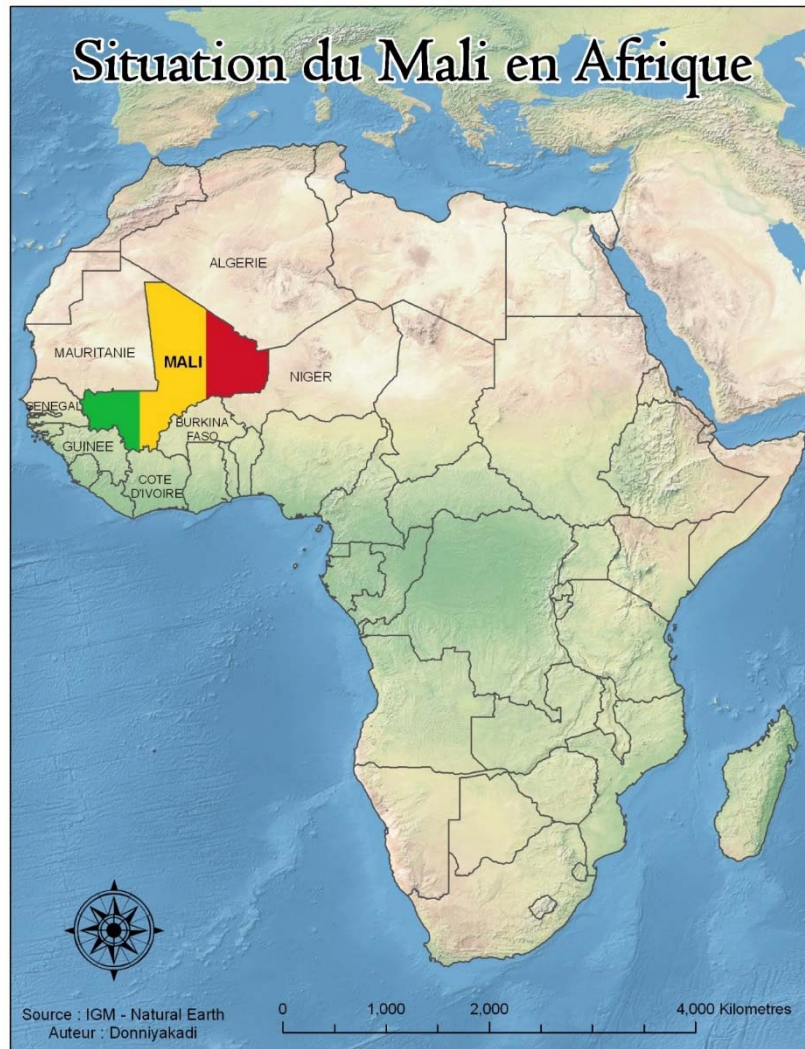 Situation du Mali en Afrique
ALGERIE
MAURITANIE
MALI
NIGER
SENEGAL
BURKINA
FASO
GUINEE
COTE
D'IVOIRE
Source : IGM - Natural Earth
Auteur : Donniyakadi
0 1,000 2,000 4,000 Kilometres